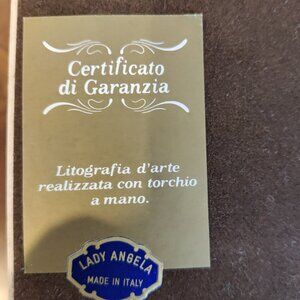 Certificato
di Garanzia
Litografia d'arte
realizzata con torchio
a mano.
LADY ANGELA
MADE IN ITALY